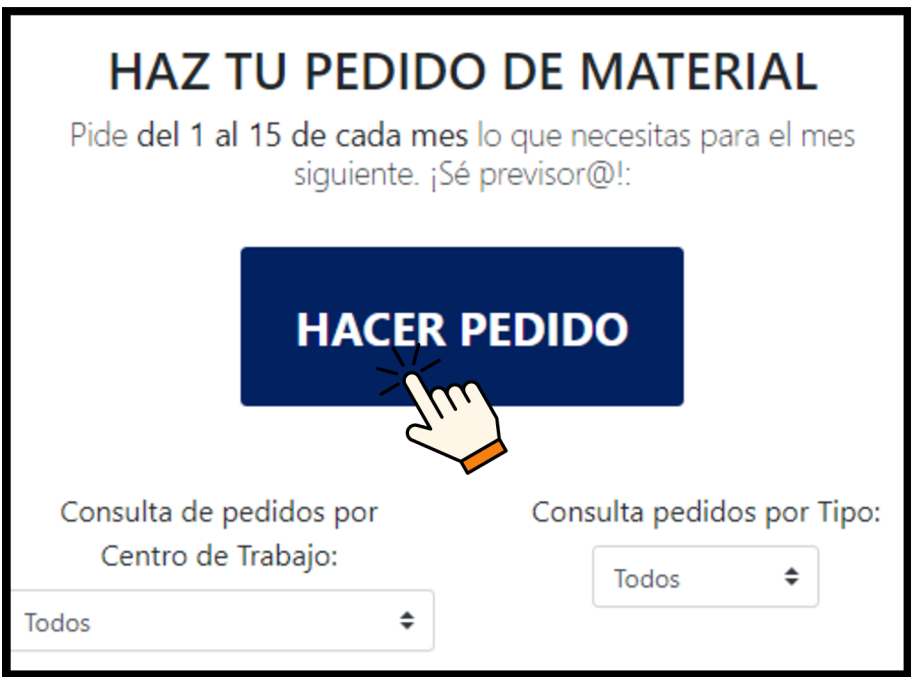 HAZ TU PEDIDO DE MATERIAL
Pide del 1 al 15 de cada mes lo que necesitas para el mes
siguiente. ¡Sé previsor@!:
HACER PEDIDO
Consulta de pedidos por
Centro de Trabajo:
Todos
Consulta pedidos por Tipo:
Todos